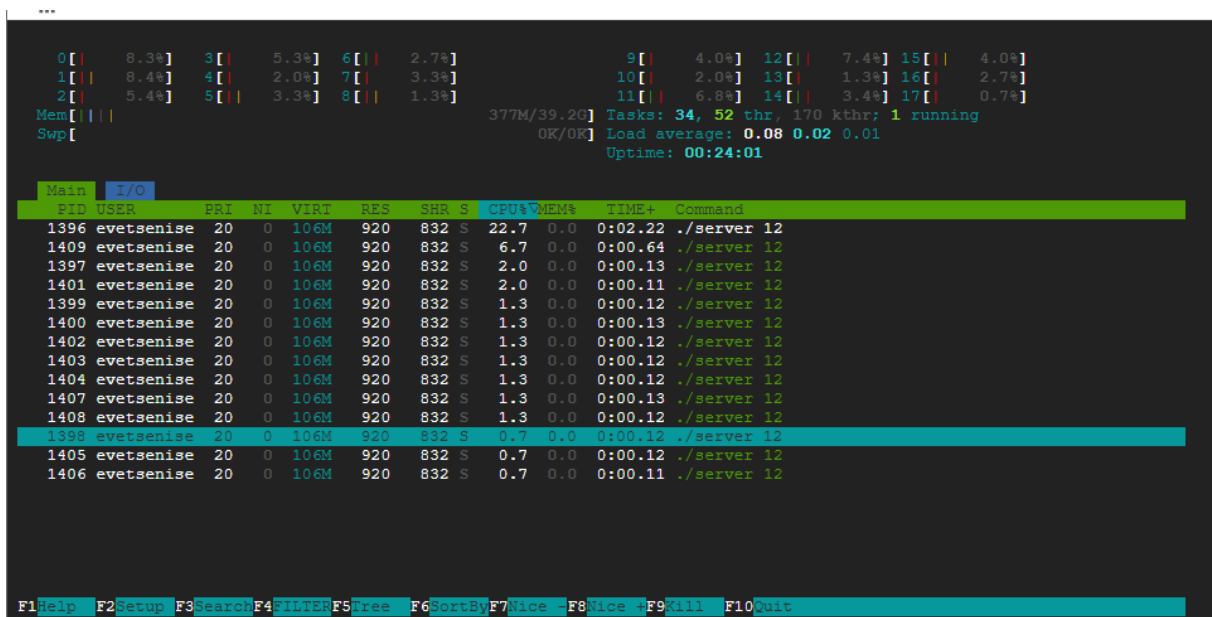 0[| 8.3%] 3[| 5.3%] 6[|| 2.7%] 9[| 4.0%] 12[|| 7.4%] 15[|| 4.0%]
1[|| 8.4%] 4[| 2.0%] 7[| 3.3%] 10[| 2.0%] 13[| 1.3%] 16[| 2.7%]
2[| 5.4%] 5[|| 3.3%] 8[|| 1.3%] 11[|| 6.8%] 14[|| 3.4%] 17[| 0.7%]
Mem[|||| 377M/39.2G] Tasks: 34, 52 thr, 170 kthr; 1 running
Swp[ 0K/0K] Load average: 0.08 0.02 0.01
Uptime: 00:24:01
Main I/O
PID USER PRI NI VIRT RES SHR S CPU%▽MEM% TIME+ Command
1396 evetsenise 20 0 106M 920 832 S 22.7 0.0 0:02.22 ./server 12
1409 evetsenise 20 0 106M 920 832 S 6.7 0.0 0:00.64 ./server 12
1397 evetsenise 20 0 106M 920 832 S 2.0 0.0 0:00.13 ./server 12
1401 evetsenise 20 0 106M 920 832 S 2.0 0.0 0:00.11 ./server 12
1399 evetsenise 20 0 106M 920 832 S 1.3 0.0 0:00.12 ./server 12
1400 evetsenise 20 0 106M 920 832 S 1.3 0.0 0:00.13 ./server 12
1402 evetsenise 20 0 106M 920 832 S 1.3 0.0 0:00.12 ./server 12
1403 evetsenise 20 0 106M 920 832 S 1.3 0.0 0:00.12 ./server 12
1404 evetsenise 20 0 106M 920 832 S 1.3 0.0 0:00.12 ./server 12
1407 evetsenise 20 0 106M 920 832 S 1.3 0.0 0:00.13 ./server 12
1408 evetsenise 20 0 106M 920 832 S 1.3 0.0 0:00.12 ./server 12
1398 evetsenise 20 0 106M 920 832 S 0.7 0.0 0:00.12 ./server 12
1405 evetsenise 20 0 106M 920 832 S 0.7 0.0 0:00.12 ./server 12
1406 evetsenise 20 0 106M 920 832 S 0.7 0.0 0:00.11 ./server 12
F1Help F2Setup F3SearchF4FILTERF5Tree F6SortByF7Nice -F8Nice +F9Kill F10Quit